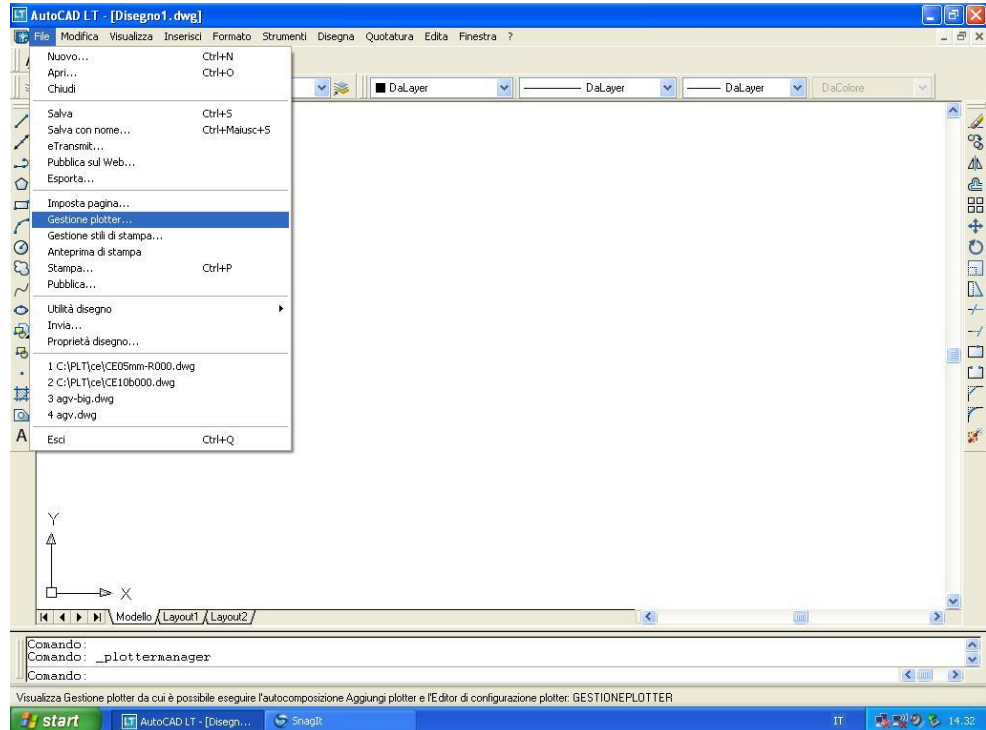 AutoCAD LT - [Disegno1.dwg]
File Modifica Visualizza Inserisci Formato Strumenti Disegna Quotatura Edita Finestra ?
Nuovo... Ctrl+N
Apri... Ctrl+O
Chiudi
DaLayer DaLayer DaLayer DaColore
Salva Ctrl+S
Salva con nome... Ctrl+Maiusc+S
eTransmit...
Pubblica sul Web...
Esporta...
Imposta pagina...
Gestione plotter...
Gestione stili di stampa...
Anteprima di stampa
Stampa... Ctrl+P
Pubblica...
Utilità disegno
Invia...
Proprietà disegno...
1 C:\PLT\ce\CE05mm-R000.dwg
2 C:\PLT\ce\CE10b000.dwg
3 agv-big.dwg
4 agv.dwg
A
Esci Ctrl+Q
Y
X
Modello Layout1 Layout2
Comando:
Comando: _plottermanager
Comando:
Visualizza Gestione plotter da cui è possibile eseguire l'autocomposizione Aggiungi plotter e l'Editor di configurazione plotter: GESTIONEPLOTTER
start LT AutoCAD LT - [Disegn... SnagIt IT 14.32